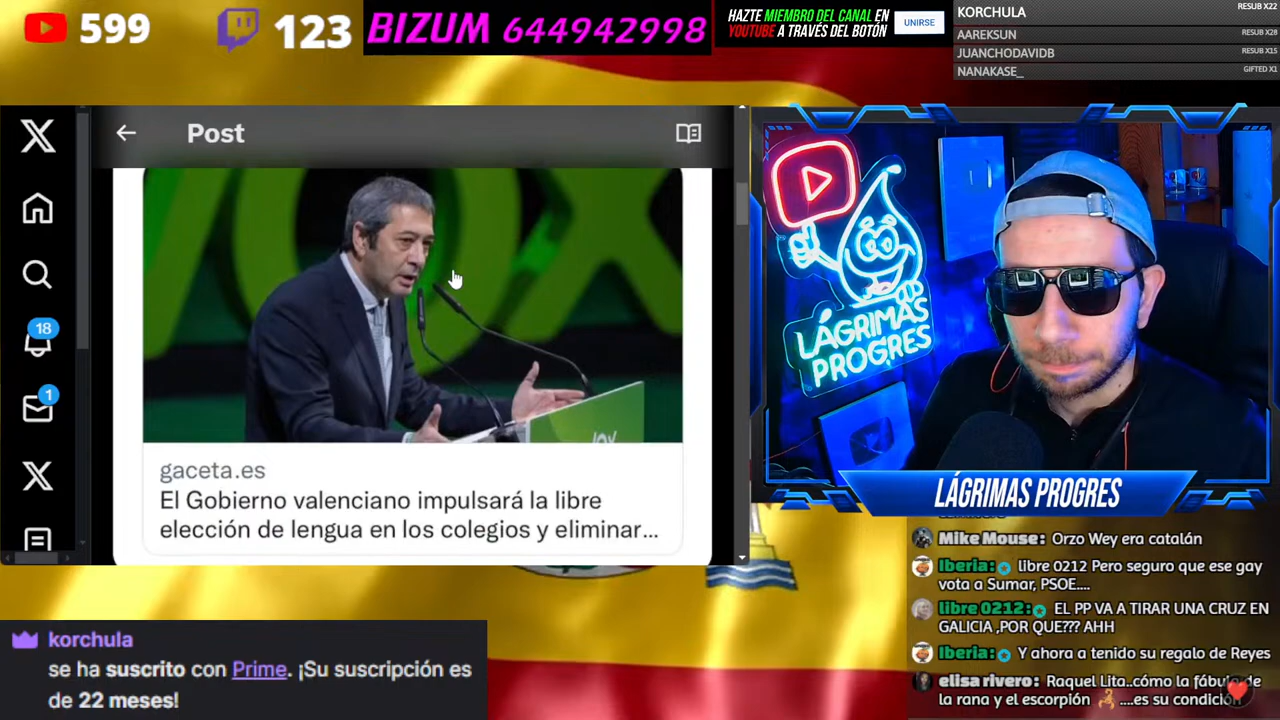 599
123
BIZUM 644942998
HAZTE MIEMBRO DEL CANAL EN
YOUTUBE A TRAVÉS DEL BOTÓN
UNIRSE
KORCHULA RESUB X22
AAREKSUN RESUB X28
JUANCHODAVIDB RESUB X15
NANAKASE_ GIFTED X1
Post
18
1
gaceta.es
El Gobierno valenciano impulsará la libre
elección de lengua en los colegios y eliminar...
LÁGRIMAS
PROGRES
LÁGRIMAS PROGRES
Mike Mouse: Orzo Wey era catalán
Iberia: libre 0212 Pero seguro que ese gay
vota a Sumar, PSOE....
libre 0212: EL PP VA A TIRAR UNA CRUZ EN
GALICIA ,POR QUE??? AHH
Iberia: Y ahora a tenido su regalo de Reyes
elisa rivero: Raquel Lita..cómo la fábula de
la rana y el escorpión ....es su condición
korchula
se ha suscrito con Prime. ¡Su suscripción es
de 22 meses!